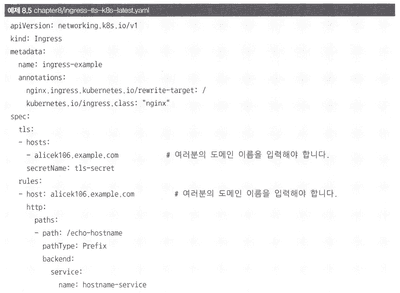 예제 8.5 chapter8/ingress-tls-k8s-latest.yaml
apiVersion: networking.k8s.io/v1
kind: Ingress
metadata:
  name: ingress-example
  annotations:
    nginx.ingress.kubernetes.io/rewrite-target: /
    kubernetes.io/ingress.class: "nginx"
spec:
  tls:
  - hosts:
    - alicek106.example.com # 여러분의 도메인 이름을 입력해야 합니다.
    secretName: tls-secret
  rules:
  - host: alicek106.example.com # 여러분의 도메인 이름을 입력해야 합니다.
    http:
      paths:
      - path: /echo-hostname
        pathType: Prefix
        backend:
          service:
            name: hostname-service